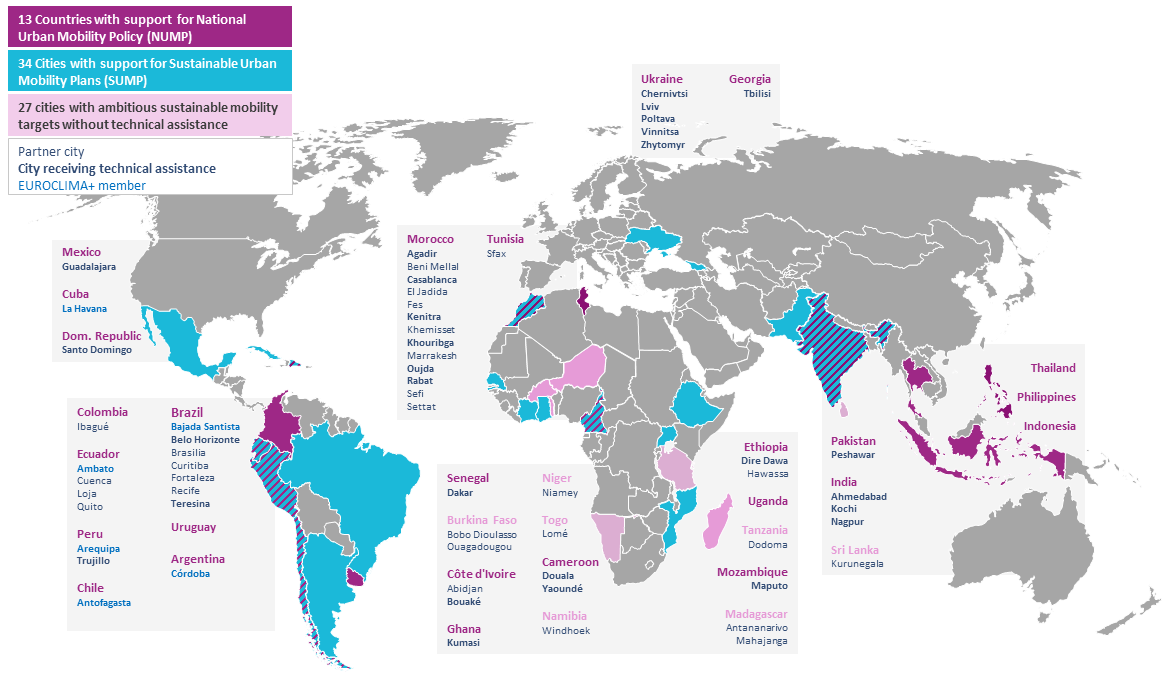 13 Countries with support for National
Urban Mobility Policy (NUMP)
34 Cities with support for Sustainable Urban
Mobility Plans (SUMP)
27 cities with ambitious sustainable mobility
targets without technical assistance
Partner city
City receiving technical assistance
EUROCLIMA+ member
Ukraine
Chernivtsi
Lviv
Poltava
Vinnitsa
Zhytomyr
Georgia
Tbilisi
Mexico
Guadalajara
Cuba
La Havana
Dom. Republic
Santo Domingo
Morocco
Agadir
Beni Mellal
Casablanca
El Jadida
Fes
Kenitra
Khemisset
Khouribga
Marrakesh
Oujda
Rabat
Sefi
Settat
Tunisia
Sfax
Colombia
Ibagué
Ecuador
Ambato
Cuenca
Loja
Quito
Peru
Arequipa
Trujillo
Chile
Antofagasta
Brazil
Bajada Santista
Belo Horizonte
Brasilia
Curitiba
Fortaleza
Recife
Teresina
Uruguay
Argentina
Córdoba
Senegal
Dakar
Burkina Faso
Bobo Dioulasso
Ouagadougou
Côte d'Ivoire
Abidjan
Bouaké
Ghana
Kumasi
Niger
Niamey
Togo
Lomé
Cameroon
Douala
Yaoundé
Namibia
Windhoek
Ethiopia
Dire Dawa
Hawassa
Uganda
Tanzania
Dodoma
Mozambique
Maputo
Madagascar
Antananarivo
Mahajanga
Thailand
Philippines
Indonesia
Pakistan
Peshawar
India
Ahmedabad
Kochi
Nagpur
Sri Lanka
Kurunegala